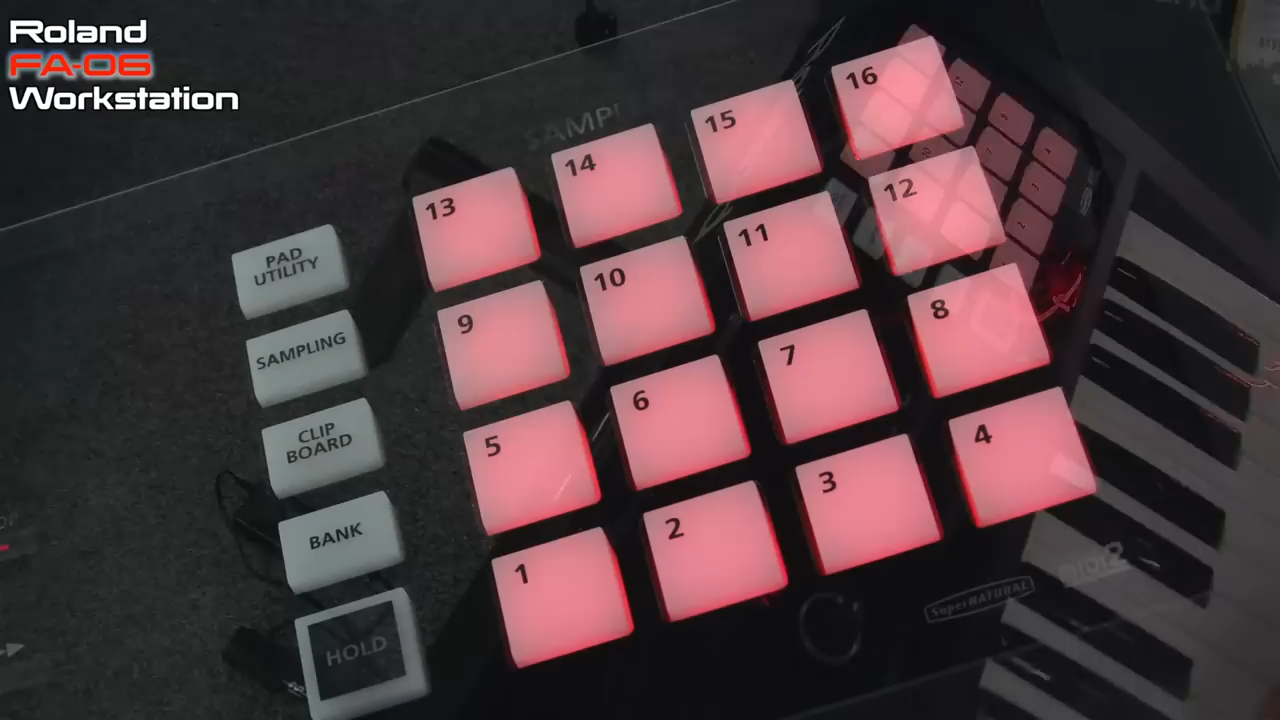 Roland
FA-06
Workstation
16
15
14
13
SAMPL
12
11
10
9
PAD
UTILITY
SAMPLING
8
7
6
5
CLIP
BOARD
4
3
2
1
BANK
HOLD
SuperNATURAL